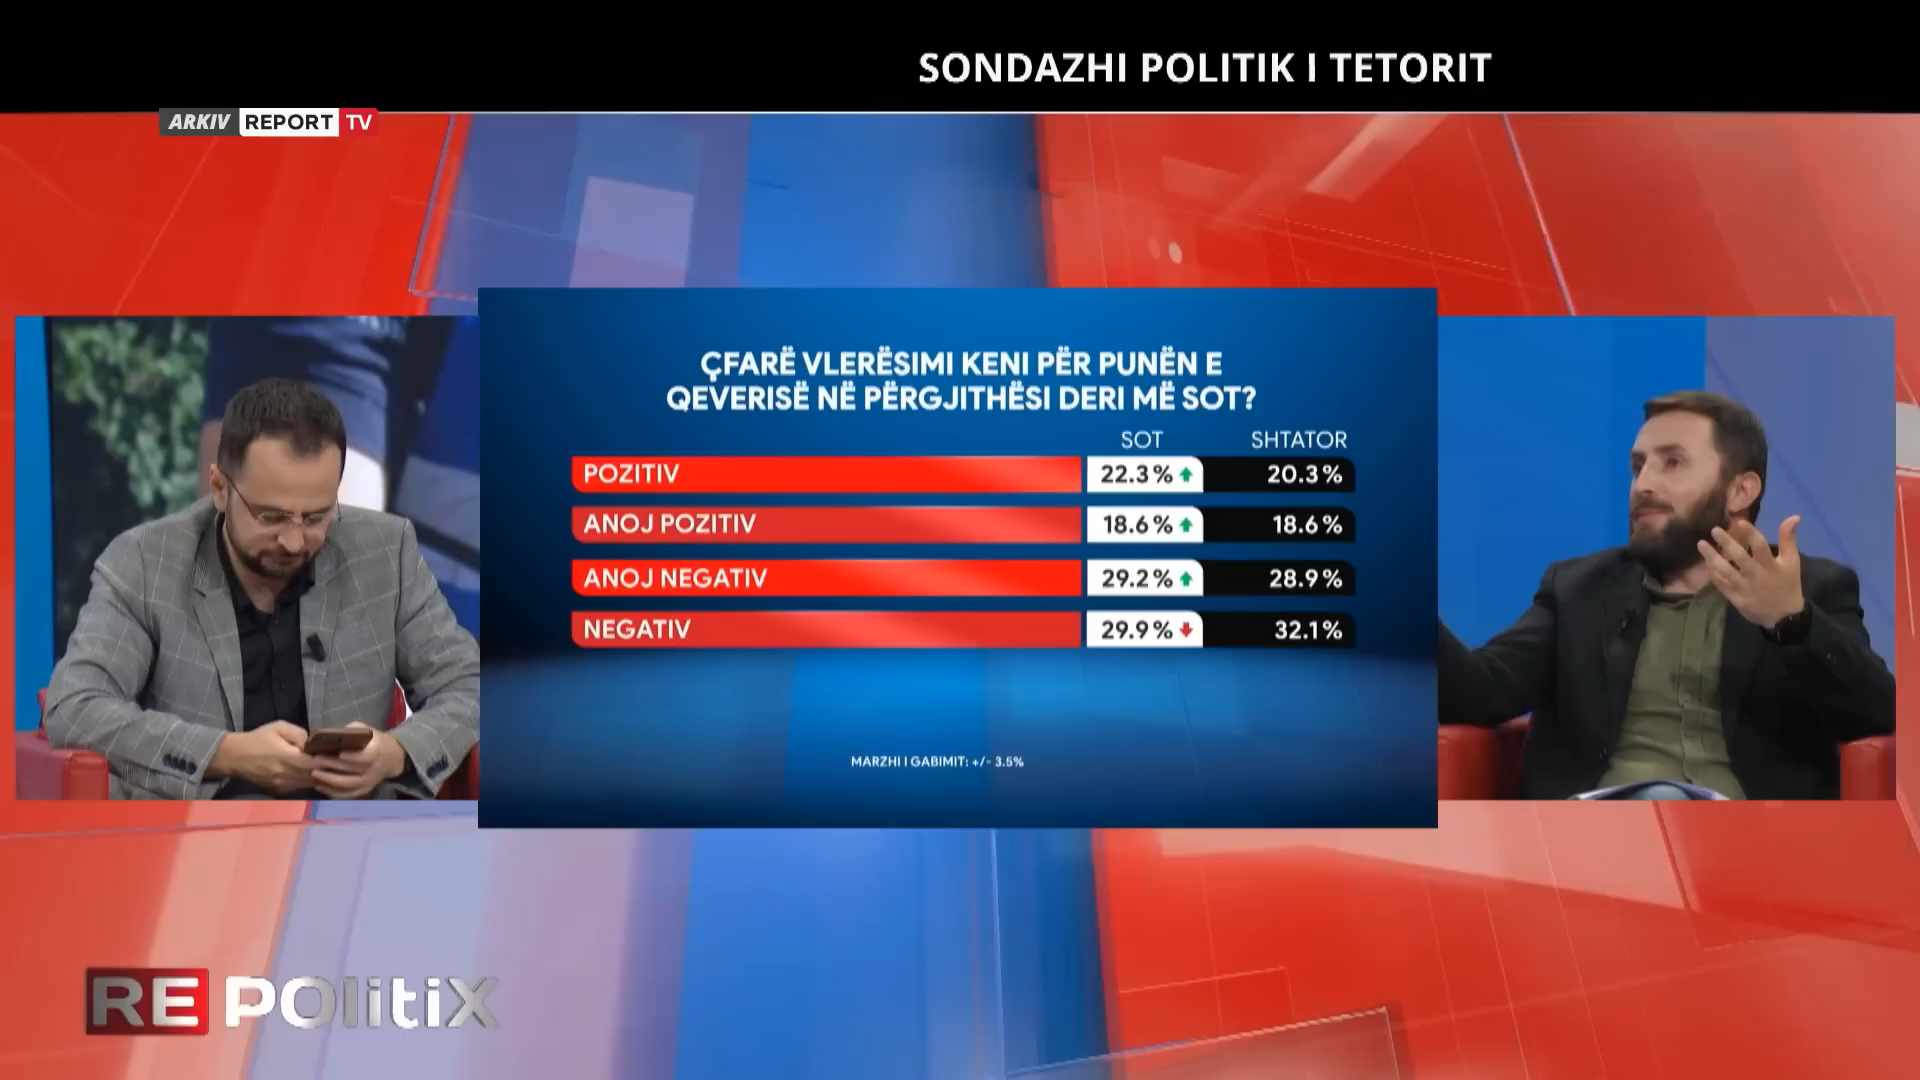 SONDAZHI POLITIK I TETORIT
ARKIV REPORT TV
ÇFARË VLERËSIMI KENI PËR PUNËN E
QEVERISË NË PËRGJITHËSI DERI MË SOT?
SOT SHTATOR
POZITIV 22.3% 20.3%
ANOJ POZITIV 18.6% 18.6%
ANOJ NEGATIV 29.2% 28.9%
NEGATIV 29.9% 32.1%
MARZHI I GABIMIT: +/- 3.5%
RE POlitiX